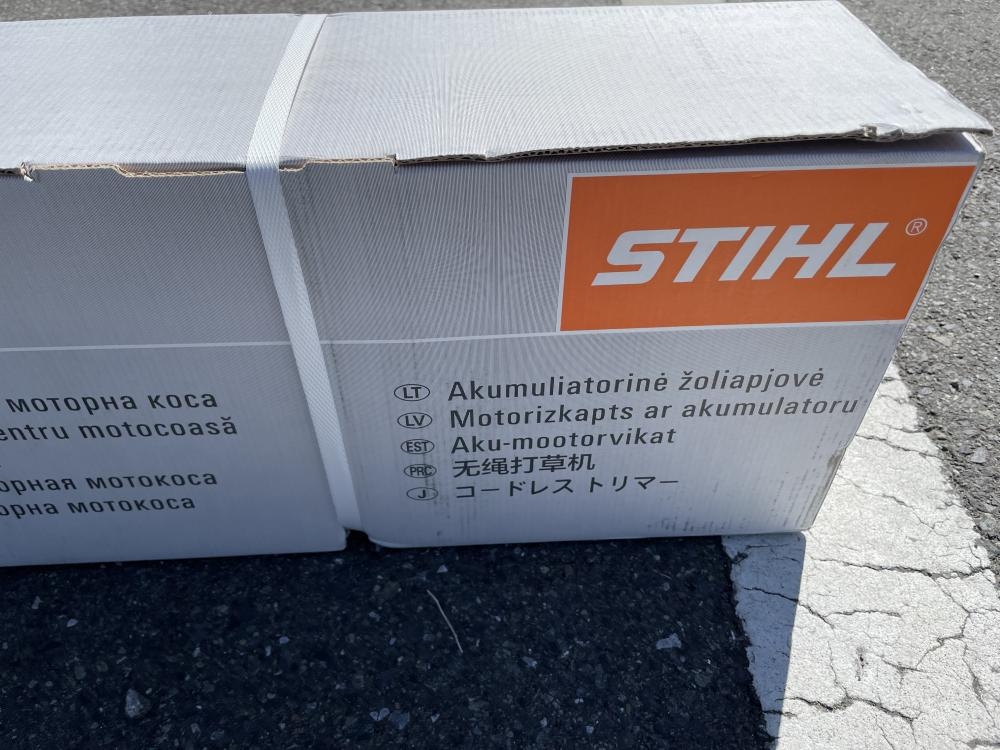 STIHL®
моторна коса
entru motocoasă
орная мотокоса
орна мотокоса
LT Akumuliatorinė žoliapjovė
LV Motorizkapts ar akumulatoru
EST Aku-mootorvikat
PRC 无绳打草机
J コードレストリマー